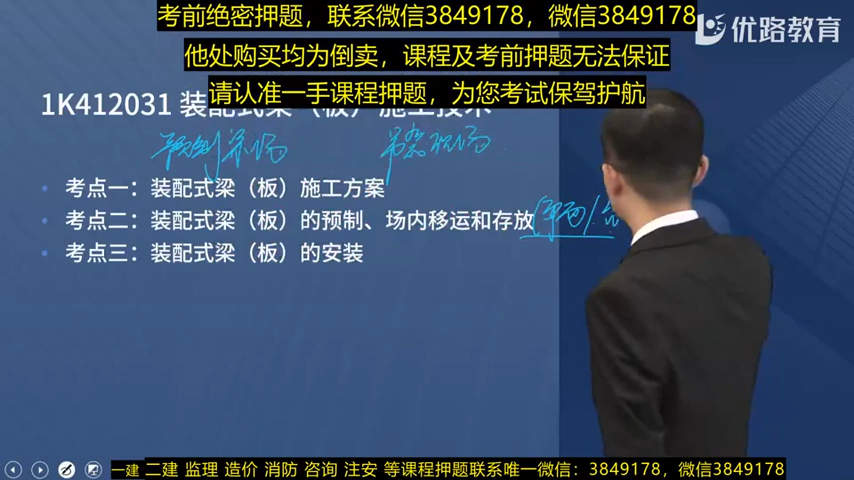 考前绝密押题，联系微信3849178，微信3849178
优路教育
他处购买均为倒卖，课程及考前押题无法保证
请认准一手课程押题，为您考试保驾护航
1K412031 装配式梁（板）施工技术
考点一：装配式梁（板）施工方案
考点二：装配式梁（板）的预制、场内移运和存放
考点三：装配式梁（板）的安装
一建 二建 监理 造价 消防 咨询 注安 等课程押题联系唯一微信：3849178，微信3849178